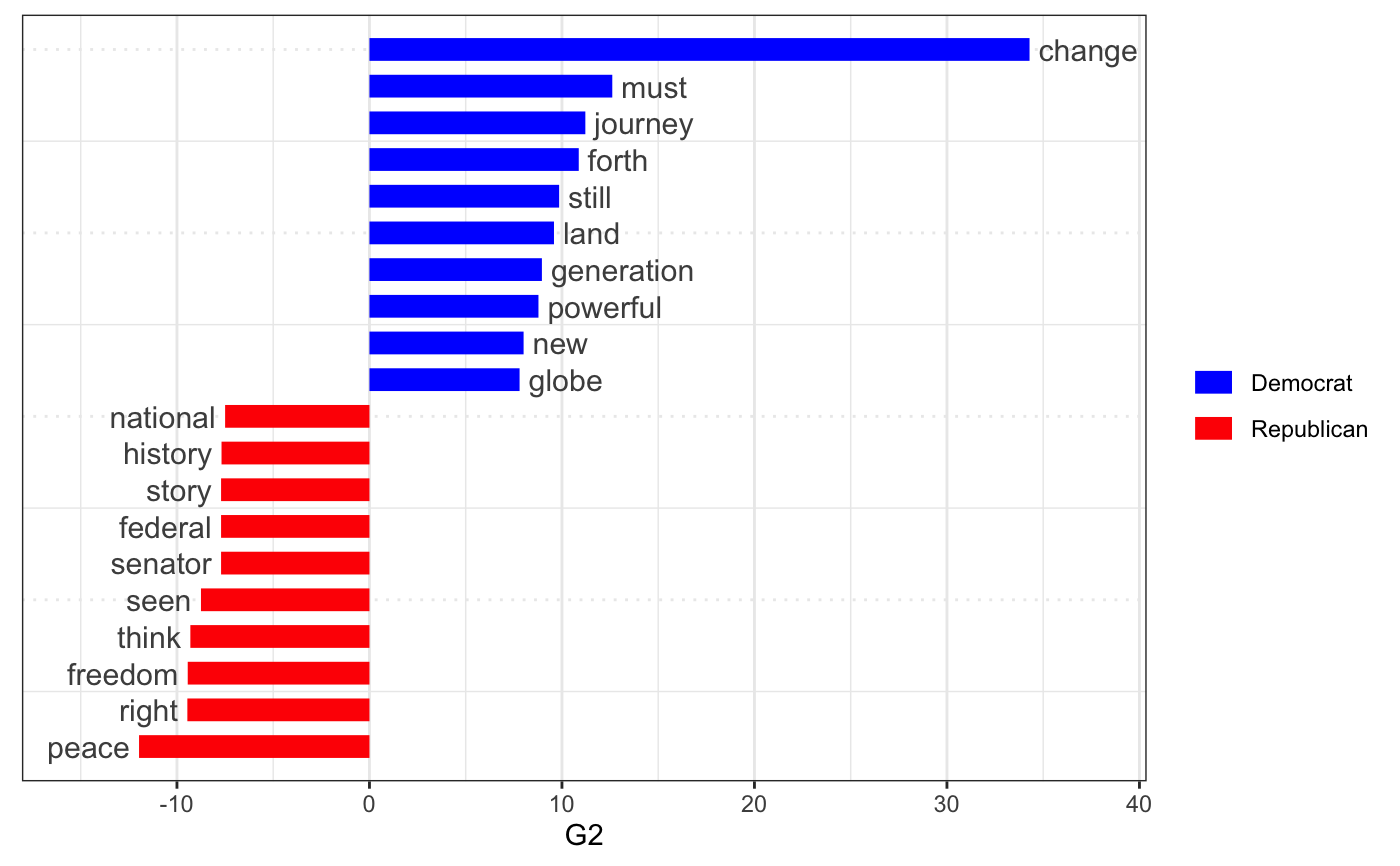 change
must
journey
forth
still
land
generation
powerful
new
globe
national
history
story
federal
senator
seen
think
freedom
right
peace
-10 0 10 20 30 40
G2
Democrat
Republican